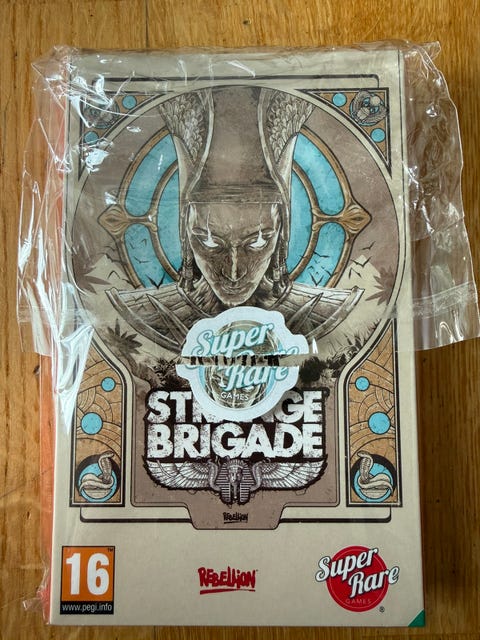 Super
Rare
GAMES
STRANGE
BRIGADE
REBELLION
16
www.pegi.info
REBELLION
Super
Rare
GAMES
®